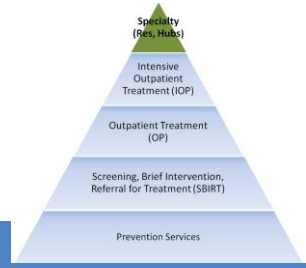 Specialty
(Res, Hubs)
Intensive
Outpatient
Treatment (IOP)
Outpatient Treatment
(OP)
Screening, Brief Intervention,
Referral for Treatment (SBIRT)
Prevention Services